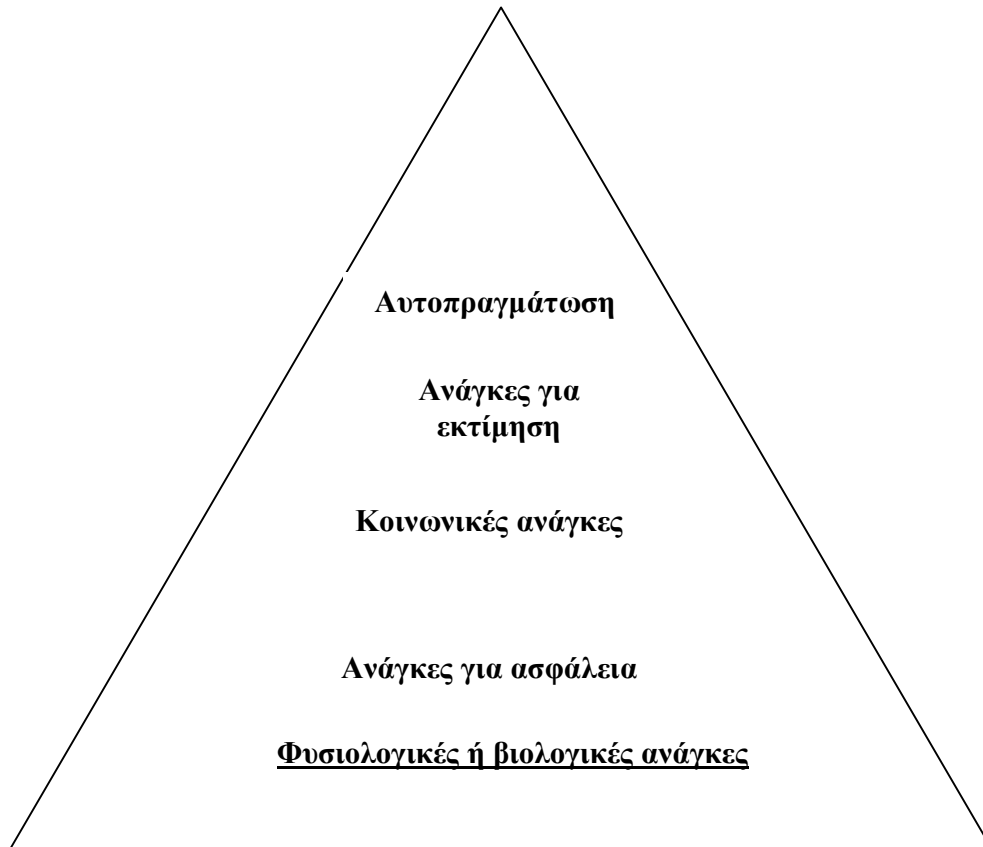 Αυτοπραγμάτωση
Ανάγκες για
εκτίμηση
Κοινωνικές ανάγκες
Ανάγκες για ασφάλεια
Φυσιολογικές ή βιολογικές ανάγκες